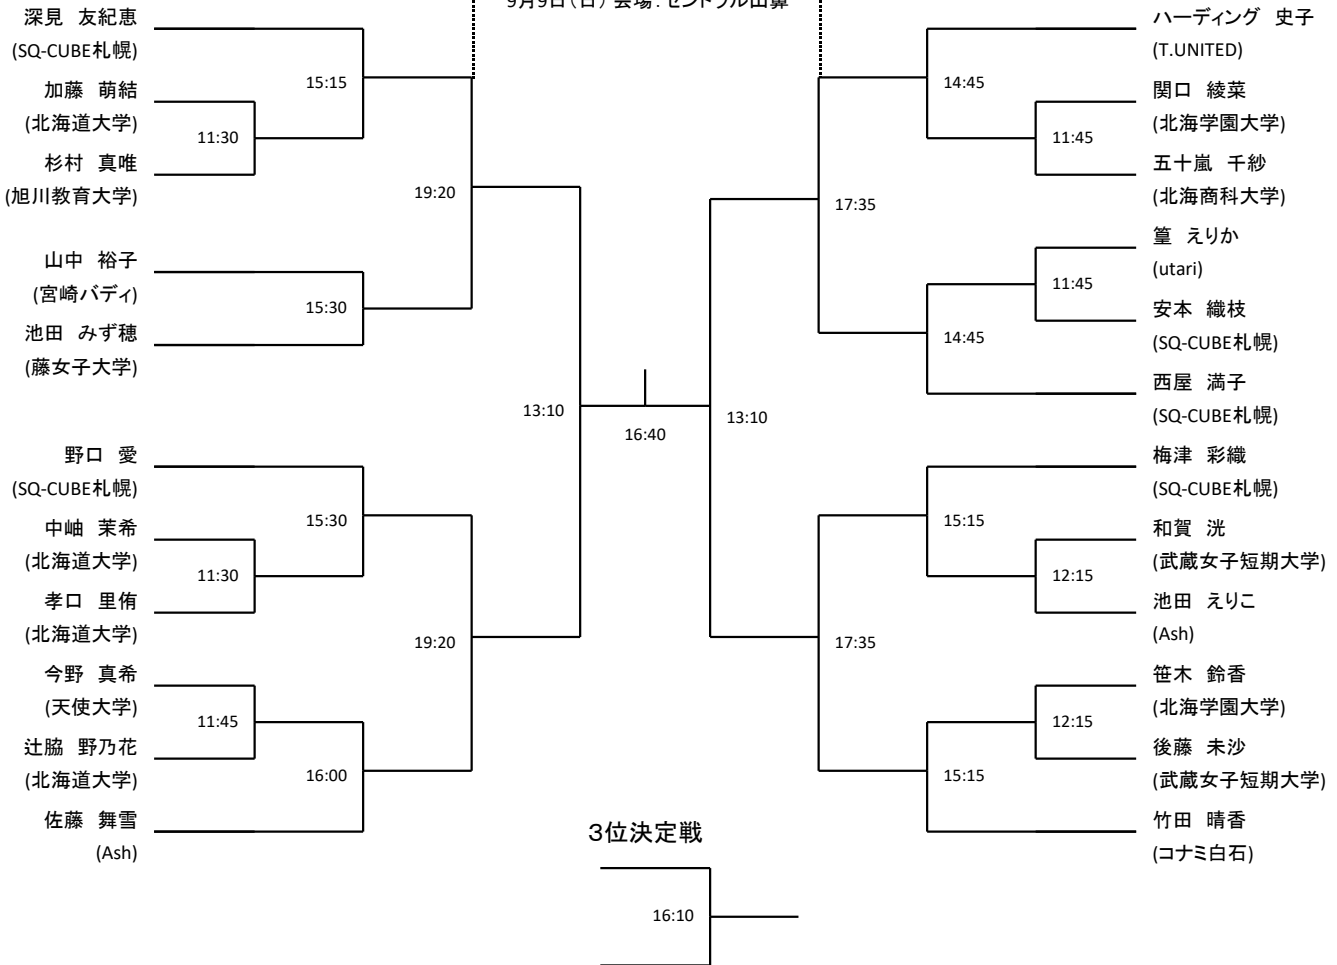 9月9日(日) 会場：セントラル山鼻
深見　友紀恵
(SQ-CUBE札幌)
加藤　萌結
(北海道大学)
杉村　真唯
(旭川教育大学)
山中　裕子
(宮崎バディ)
池田　みず穂
(藤女子大学)
野口　愛
(SQ-CUBE札幌)
中岫　茉希
(北海道大学)
孝口　里侑
(北海道大学)
今野　真希
(天使大学)
辻脇　野乃花
(北海道大学)
佐藤　舞雪
(Ash)
11:30
11:30
11:45
15:15
15:30
15:30
16:00
19:20
19:20
13:10
16:40
13:10
17:35
17:35
14:45
14:45
15:15
15:15
11:45
11:45
12:15
12:15
ハーディング　史子
(T.UNITED)
関口　綾菜
(北海学園大学)
五十嵐　千紗
(北海商科大学)
篁　えりか
(utari)
安本　織枝
(SQ-CUBE札幌)
西屋　満子
(SQ-CUBE札幌)
梅津　彩織
(SQ-CUBE札幌)
和賀　洸
(武蔵女子短期大学)
池田　えりこ
(Ash)
笹木　鈴香
(北海学園大学)
後藤　未沙
(武蔵女子短期大学)
竹田　晴香
(コナミ白石)
3位決定戦
16:10